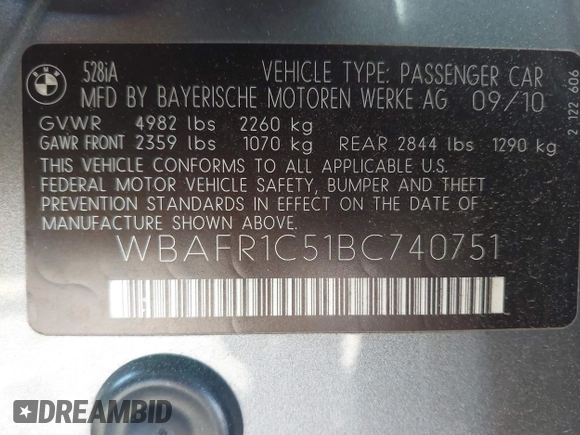 BMW
528iA VEHICLE TYPE: PASSENGER CAR
MFD BY BAYERISCHE MOTOREN WERKE AG 09/10
GVWR 4982 lbs 2260 kg
GAWR FRONT 2359 lbs 1070 kg REAR 2844 lbs 1290 kg
THIS VEHICLE CONFORMS TO ALL APPLICABLE U.S.
FEDERAL MOTOR VEHICLE SAFETY, BUMPER AND THEFT
PREVENTION STANDARDS IN EFFECT ON THE DATE OF
MANUFACTURE SHOWN ABOVE.
WBAFR1C51BC740751
2 122 606
DREAMBID